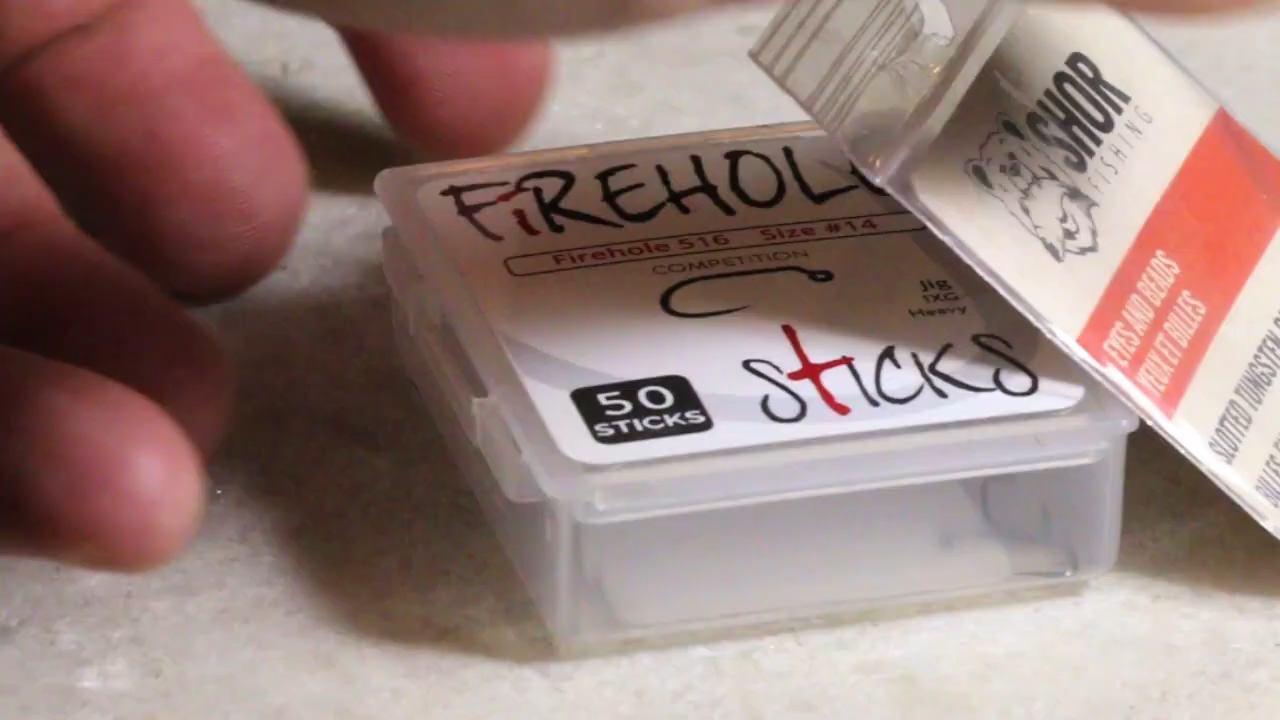 FiREHOL
Firehole 516 Size #14
COMPETITION
Jig
1XG
Heavy
50
STICKS
StiCKS
SHOR
FISHING
EYES AND BEADS
YEUX ET BILLES
SLOTTED TUNGSTEN
BILLES